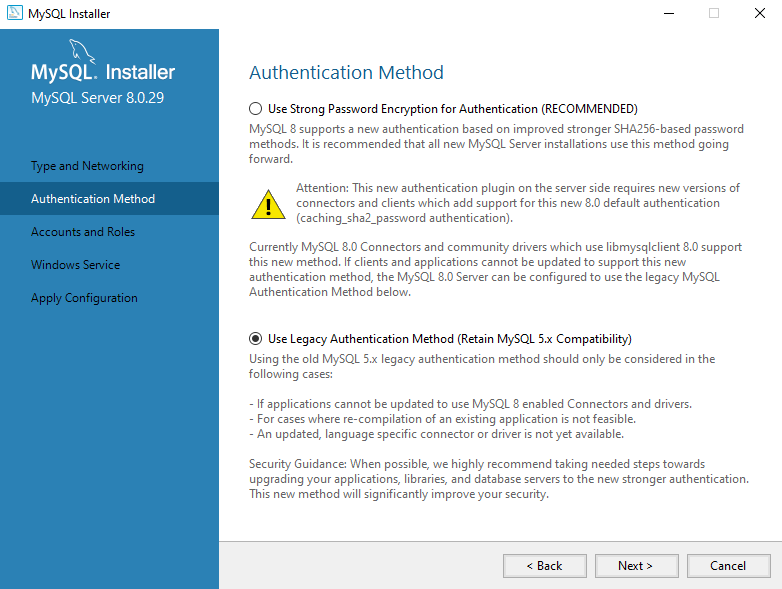 MySQL Installer
MySQL. Installer
MySQL Server 8.0.29
Type and Networking
Authentication Method
Accounts and Roles
Windows Service
Apply Configuration
Authentication Method
Use Strong Password Encryption for Authentication (RECOMMENDED)
MySQL 8 supports a new authentication based on improved stronger SHA256-based password
methods. It is recommended that all new MySQL Server installations use this method going
forward.
Attention: This new authentication plugin on the server side requires new versions of
connectors and clients which add support for this new 8.0 default authentication
(caching_sha2_password authentication).
Currently MySQL 8.0 Connectors and community drivers which use libmysqlclient 8.0 support
this new method. If clients and applications cannot be updated to support this new
authentication method, the MySQL 8.0 Server can be configured to use the legacy MySQL
Authentication Method below.
Use Legacy Authentication Method (Retain MySQL 5.x Compatibility)
Using the old MySQL 5.x legacy authentication method should only be considered in the
following cases:
- If applications cannot be updated to use MySQL 8 enabled Connectors and drivers.
- For cases where re-compilation of an existing application is not feasible.
- An updated, language specific connector or driver is not yet available.
Security Guidance: When possible, we highly recommend taking needed steps towards
upgrading your applications, libraries, and database servers to the new stronger authentication.
This new method will significantly improve your security.
< Back
Next >
Cancel